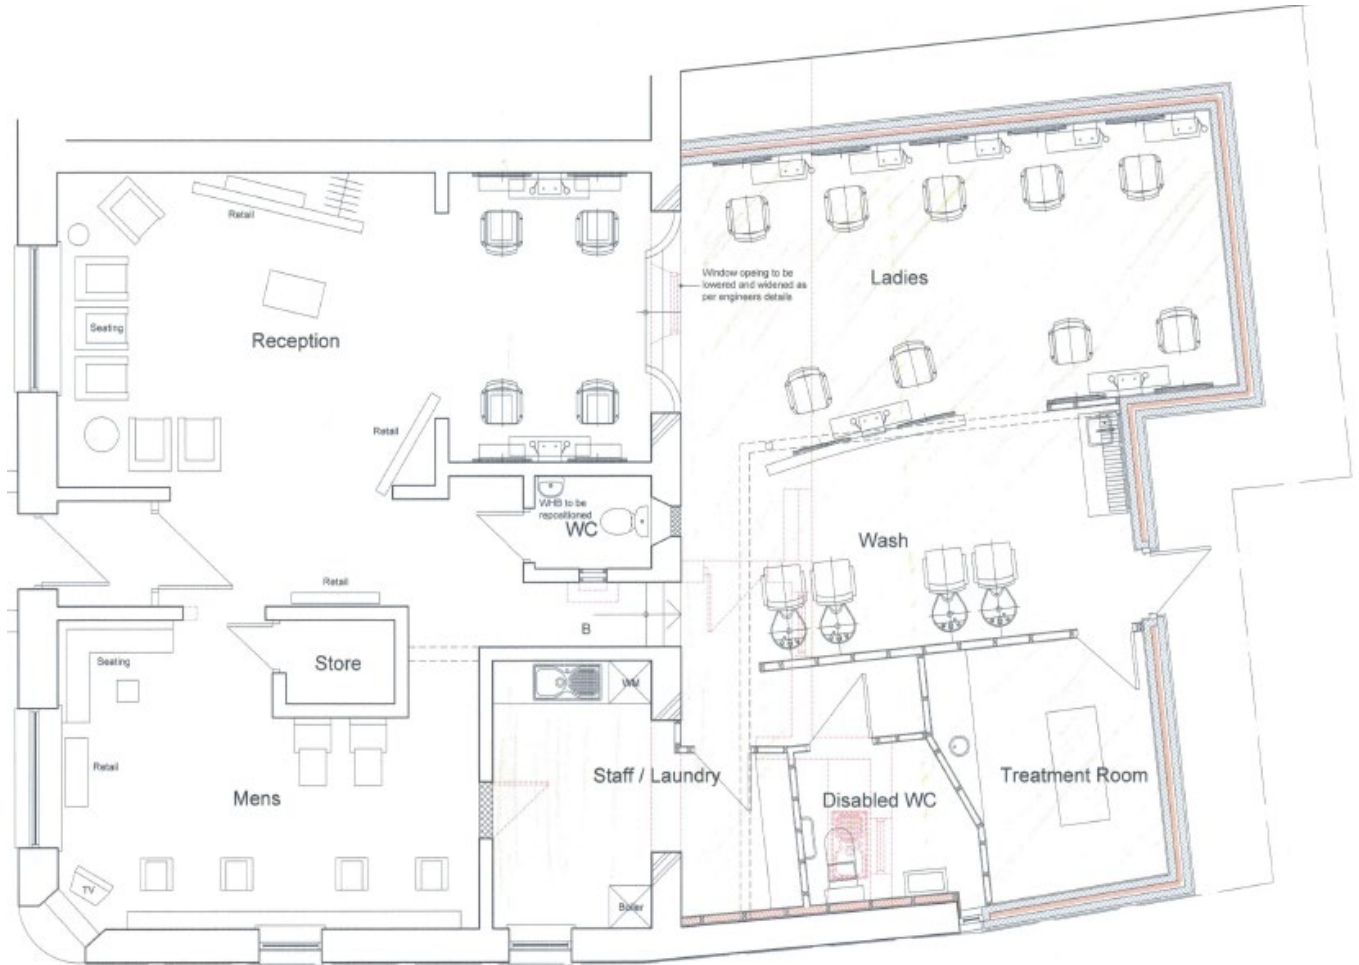 Retail
Window opeing to be
lowered and widened as
per engineers details
Ladies
Seating
Reception
Retail
WHB to be
repositioned
WC
Wash
Retail
B
Seating
Store
WM
Retail
Mens
Staff / Laundry
Treatment Room
Disabled WC
TV
Boiler